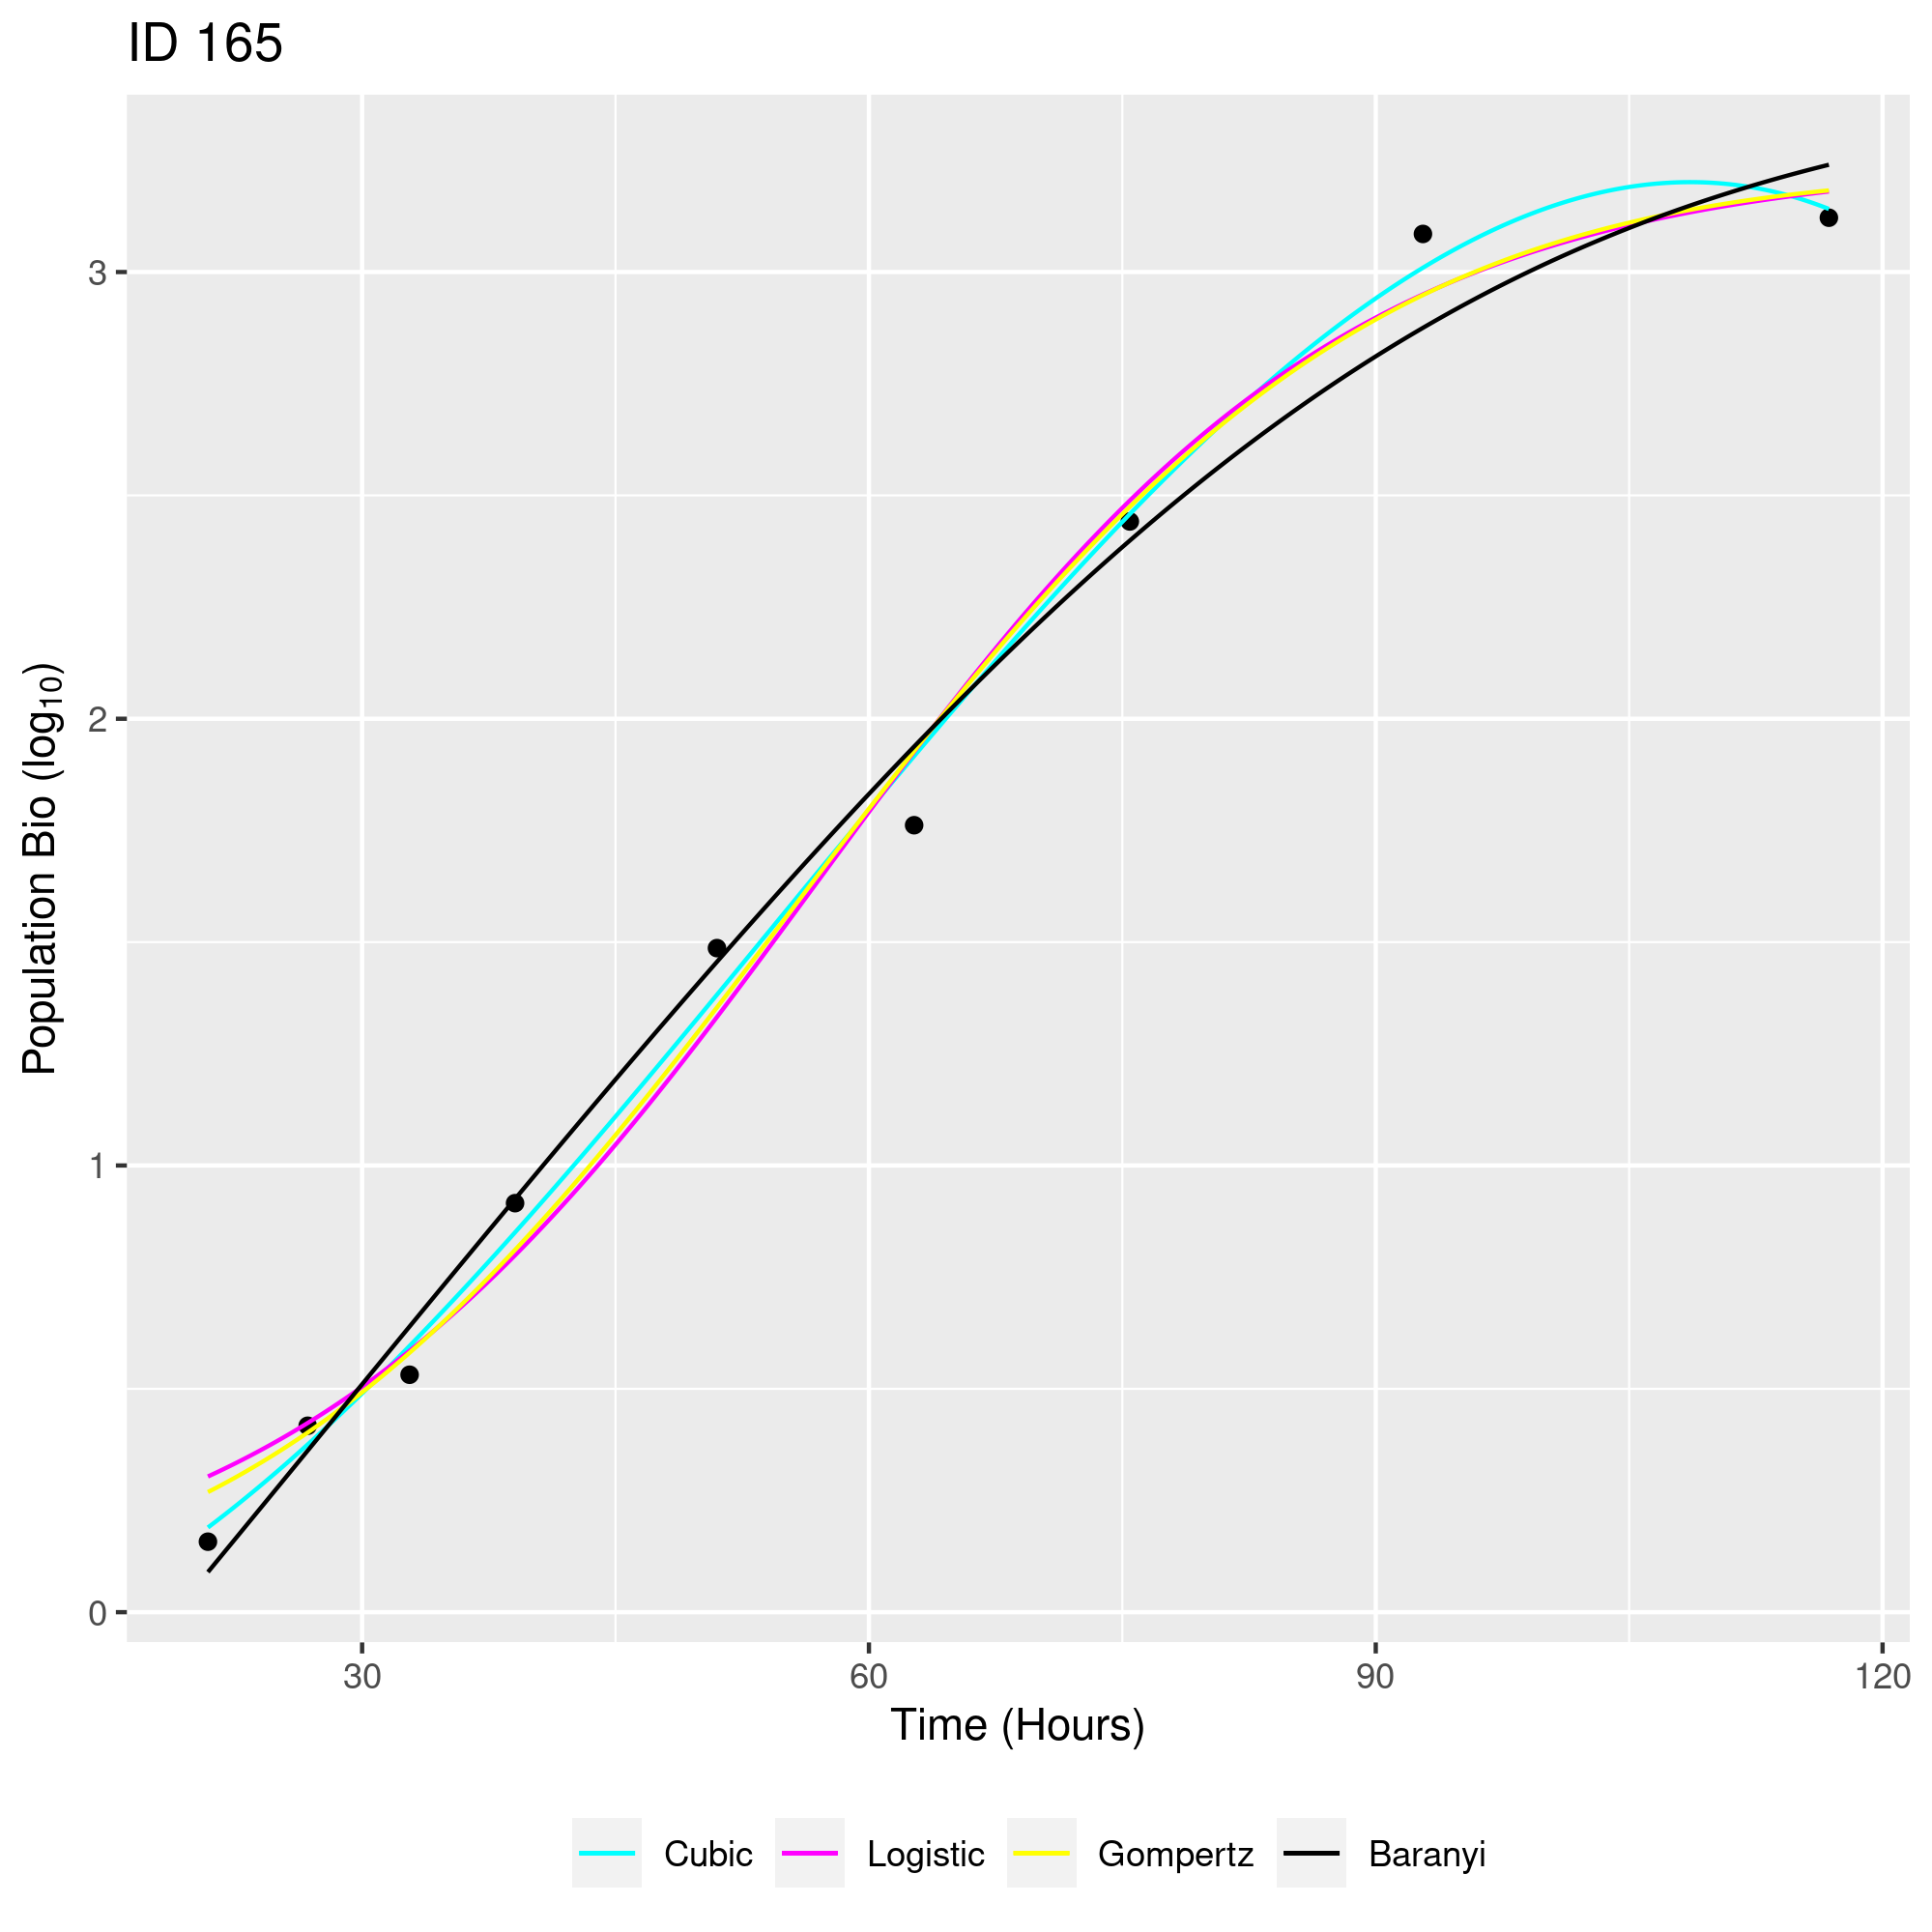 ID 165
3
2
1
0
Population Bio (log₁₀)
30 60 90 120
Time (Hours)
Cubic Logistic Gompertz Baranyi